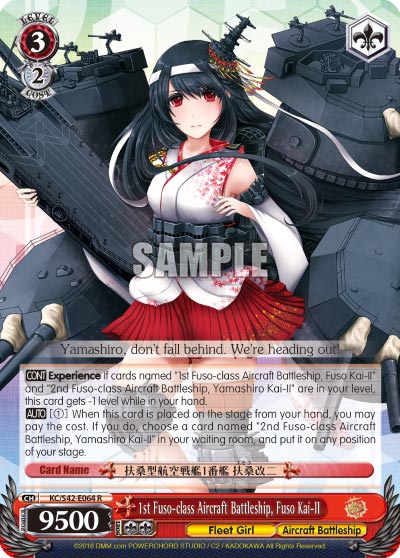 LEVEL
3
2
COST
SAMPLE
Yamashiro, don't fall behind. We're heading out!
CONT Experience If cards named "1st Fuso-class Aircraft Battleship, Fuso Kai-II"
and "2nd Fuso-class Aircraft Battleship, Yamashiro Kai-II" are in your level,
this card gets -1 level while in your hand.
AUTO [①] When this card is placed on the stage from your hand, you may
pay the cost. If you do, choose a card named "2nd Fuso-class Aircraft
Battleship, Yamashiro Kai-II" in your waiting room, and put it on any position
of your stage.
Card Name 扶桑型航空戦艦1番艦 扶桑改二
CH KC/S42-E064 R 1st Fuso-class Aircraft Battleship, Fuso Kai-II
POWER 9500 Fleet Girl Aircraft Battleship
©2016 DMM.com POWERCHORD STUDIO / C2 / KADOKAWA All Rights Reserved.